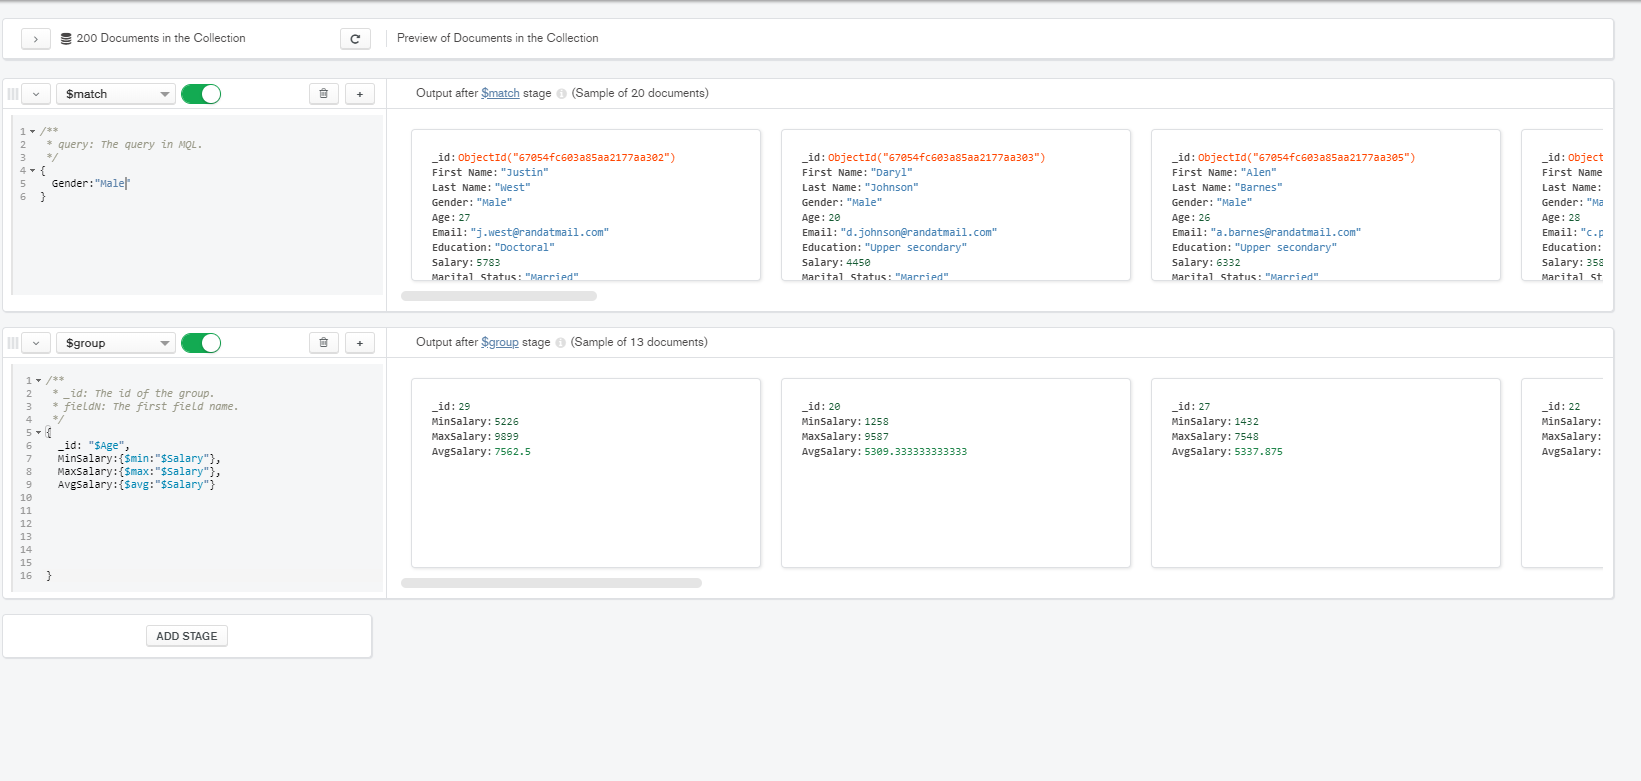 200 Documents in the Collection
Preview of Documents in the Collection
$match
Output after $match stage (Sample of 20 documents)
1 /**
2 * query: The query in MQL.
3 */
4 {
5 Gender:"Male"
6 }
_id: ObjectId("67054fc603a85aa2177aa302")
First Name: "Justin"
Last Name: "West"
Gender: "Male"
Age: 27
Email: "j.west@randatmail.com"
Education: "Doctoral"
Salary: 5783
Marital Status: "Married"
_id: ObjectId("67054fc603a85aa2177aa303")
First Name: "Daryl"
Last Name: "Johnson"
Gender: "Male"
Age: 20
Email: "d.johnson@randatmail.com"
Education: "Upper secondary"
Salary: 4450
Marital Status: "Married"
_id: ObjectId("67054fc603a85aa2177aa305")
First Name: "Alen"
Last Name: "Barnes"
Gender: "Male"
Age: 26
Email: "a.barnes@randatmail.com"
Education: "Upper secondary"
Salary: 6332
Marital Status: "Married"
_id: Object
First Name
Last Name:
Gender: "Ma
Age: 28
Email: "c.p
Education:
Salary: 358
Marital St
$group
Output after $group stage (Sample of 13 documents)
1 /**
2 * _id: The id of the group.
3 * fieldN: The first field name.
4 */
5 {
6 _id: "$Age",
7 MinSalary:{$min:"$Salary"},
8 MaxSalary:{$max:"$Salary"},
9 AvgSalary:{$avg:"$Salary"}
10
11
12
13
14
15
16 }
_id: 29
MinSalary: 5226
MaxSalary: 9899
AvgSalary: 7562.5
_id: 20
MinSalary: 1258
MaxSalary: 9587
AvgSalary: 5309.333333333333
_id: 27
MinSalary: 1432
MaxSalary: 7548
AvgSalary: 5337.875
_id: 22
MinSalary:
MaxSalary:
AvgSalary:
ADD STAGE